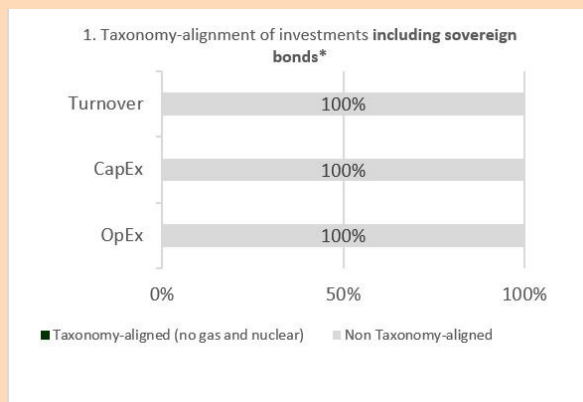 1. Taxonomy-alignment of investments including sovereign
bonds*
Turnover
100%
CapEx
100%
OpEx
100%
0% 50% 100%
Taxonomy-aligned (no gas and nuclear) Non Taxonomy-aligned